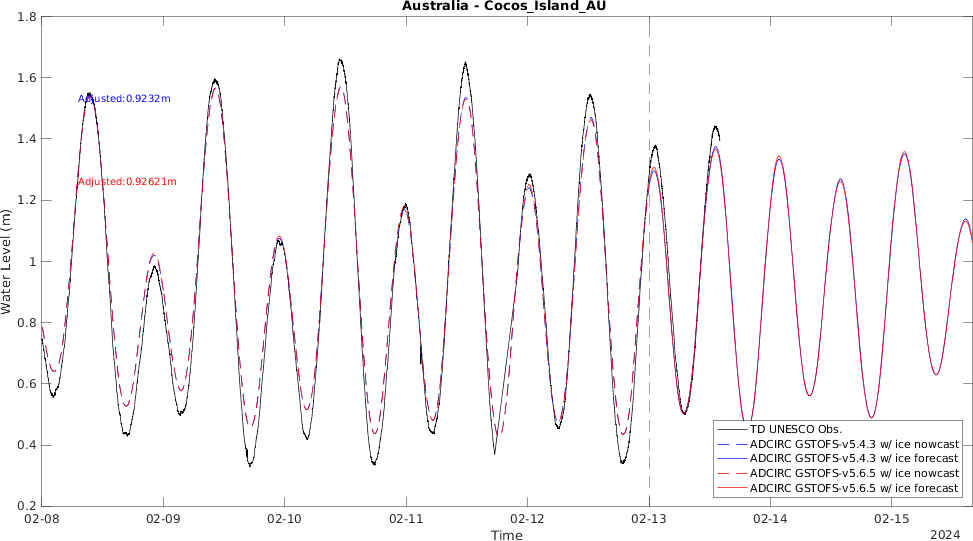 Australia - Cocos_Island_AU
1.8
1.6
1.4
1.2
1
0.8
0.6
0.4
0.2
Water Level (m)
Adjusted:0.9232m
Adjusted:0.92621m
TD UNESCO Obs.
ADCIRC GSTOFS-v5.4.3 w/ ice nowcast
ADCIRC GSTOFS-v5.4.3 w/ ice forecast
ADCIRC GSTOFS-v5.6.5 w/ ice nowcast
ADCIRC GSTOFS-v5.6.5 w/ ice forecast
02-08 02-09 02-10 02-11 02-12 02-13 02-14 02-15
Time
2024